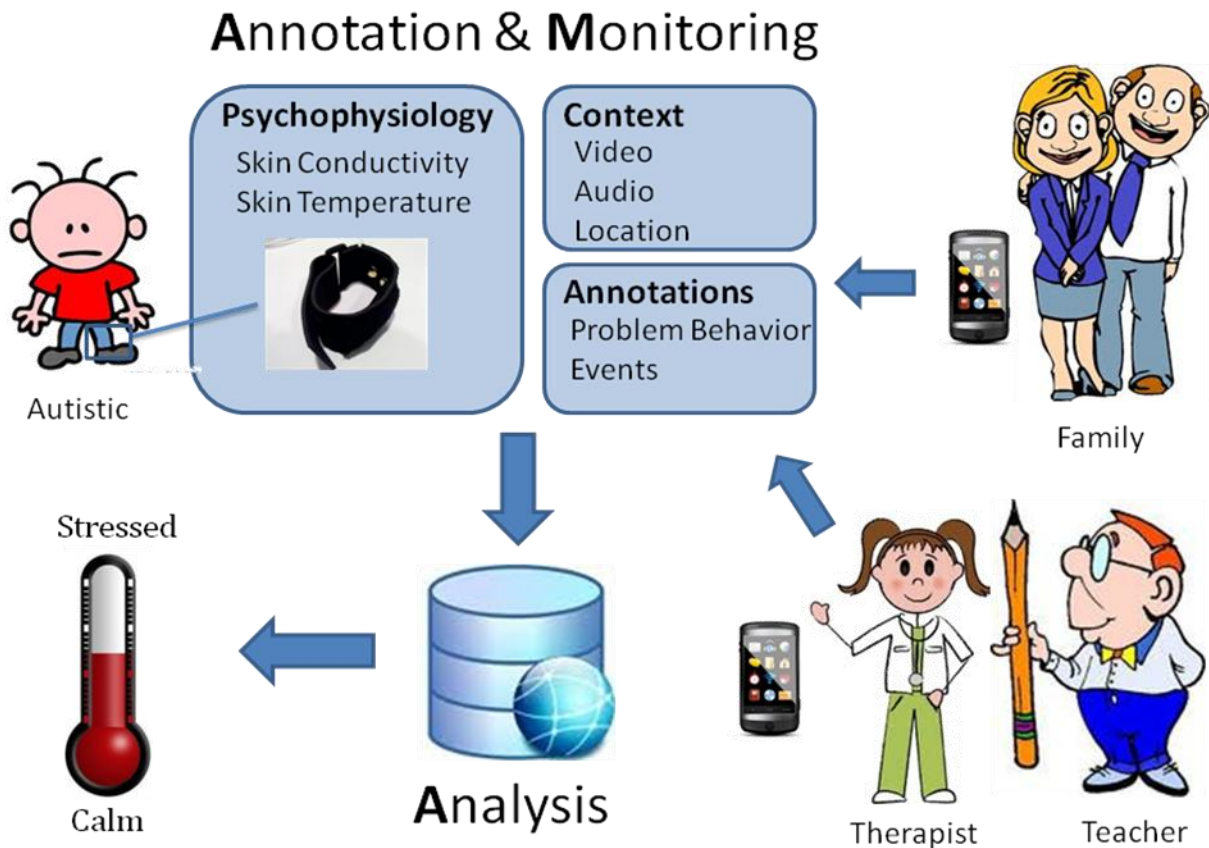 Annotation & Monitoring
Psychophysiology
Skin Conductivity
Skin Temperature
Context
Video
Audio
Location
Annotations
Problem Behavior
Events
Autistic
Family
Stressed
Calm
Analysis
Therapist
Teacher